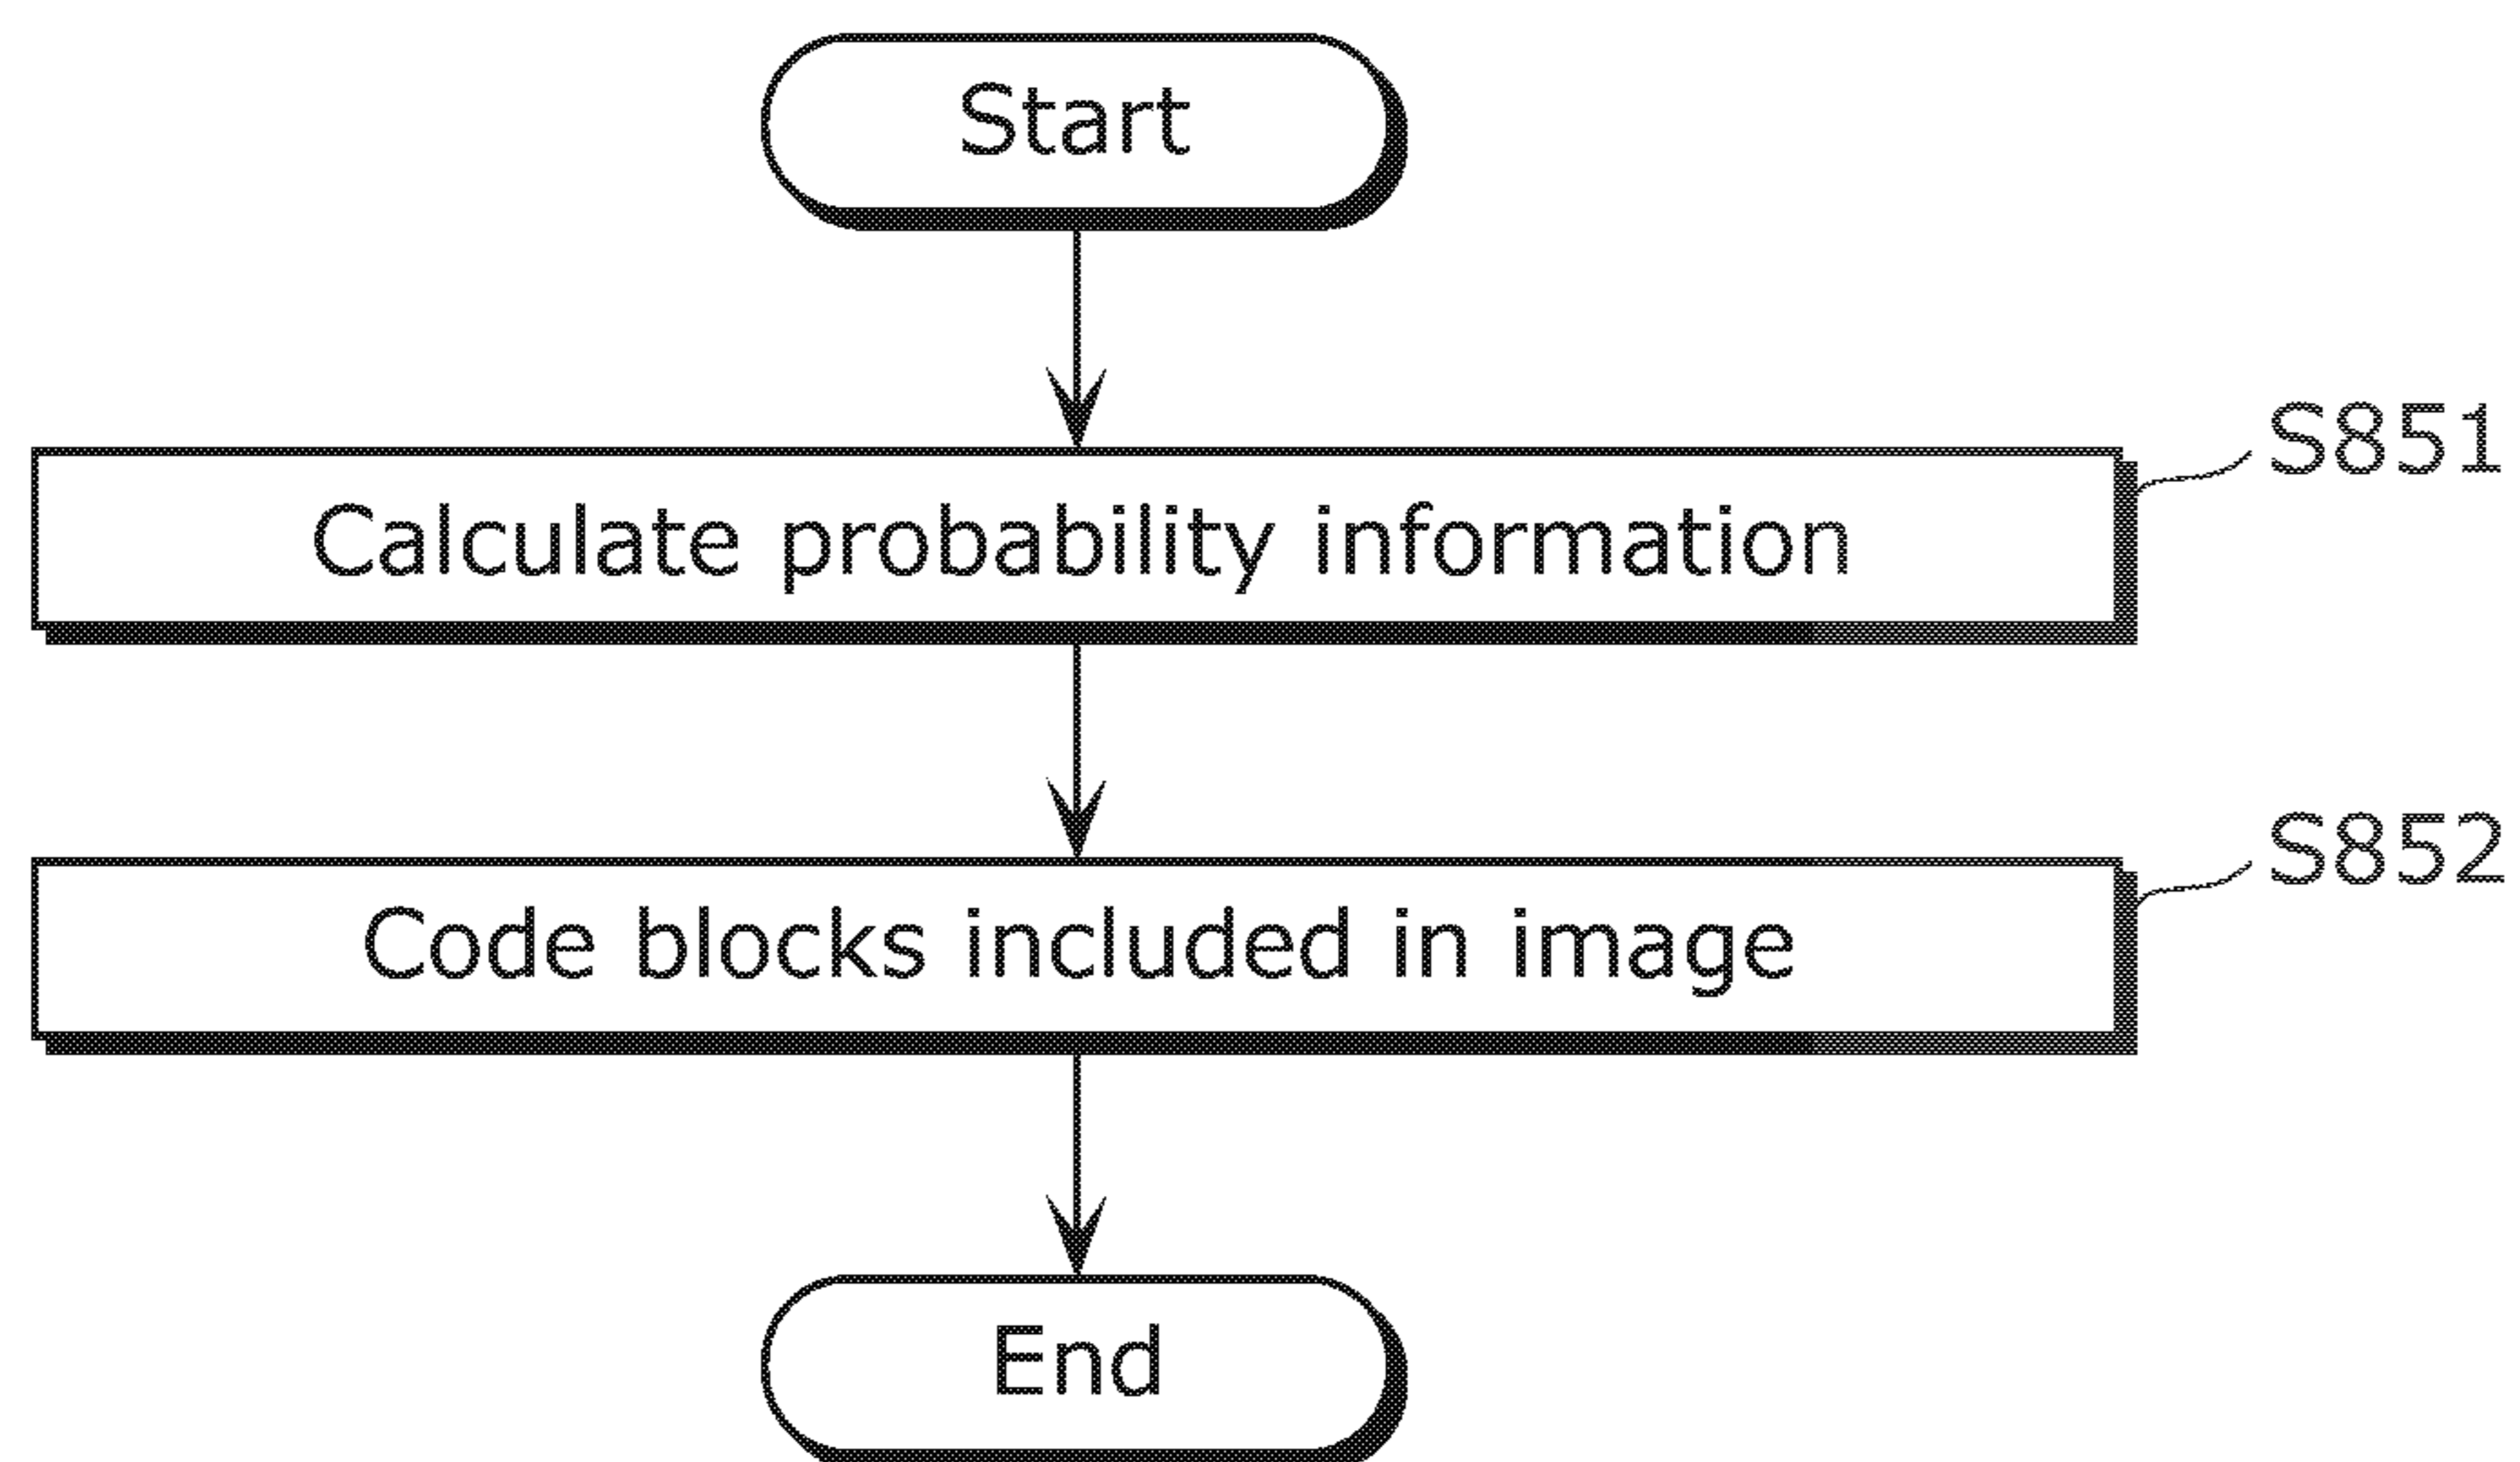 Start
S851
Calculate probability information
S852
Code blocks included in image
End